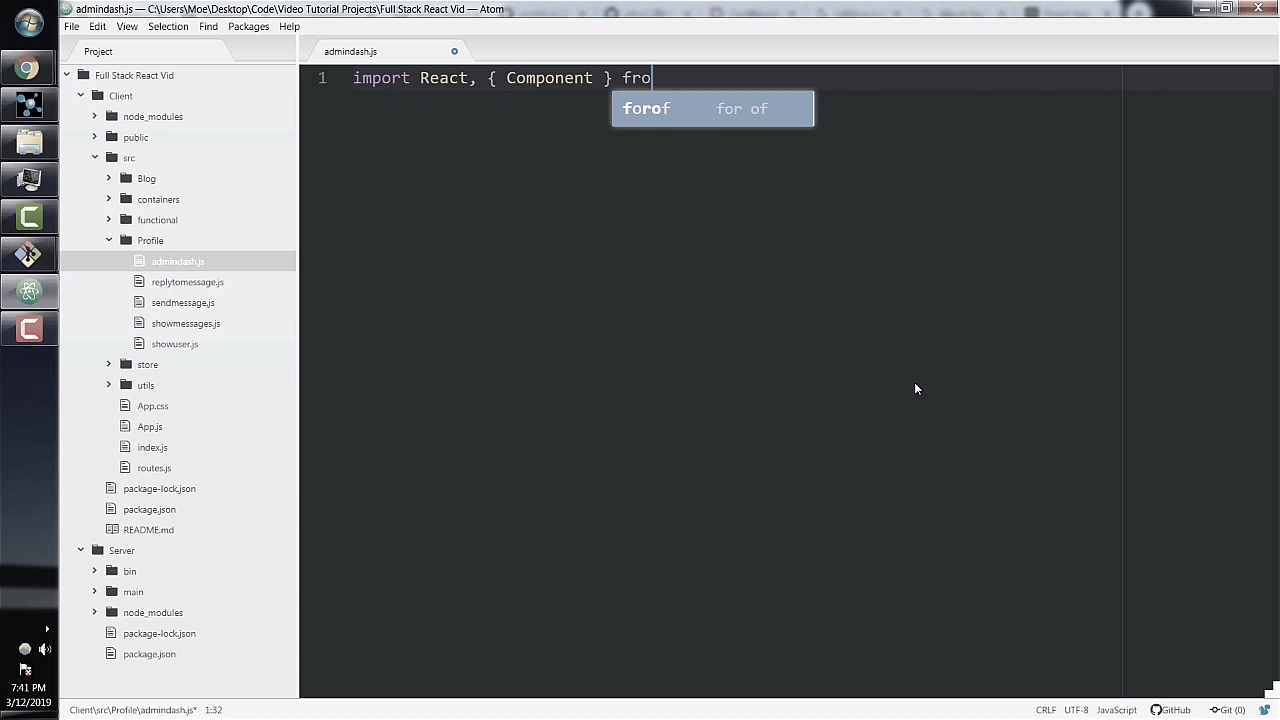 admindash.js — C:\Users\Moe\Desktop\Code\Video Tutorial Projects\Full Stack React Vid — Atom
File Edit View Selection Find Packages Help
Project
admindash.js
Full Stack React Vid
Client
node_modules
public
src
Blog
containers
functional
Profile
admindash.js
replytomessage.js
sendmessage.js
showmessages.js
showuser.js
store
utils
App.css
App.js
index.js
routes.js
package-lock.json
package.json
README.md
Server
bin
main
node_modules
package-lock.json
package.json
1 import React, { Component } fro
forof for of
7:41 PM
3/12/2019
Client\src\Profile\admindash.js* 1:32
CRLF UTF-8 JavaScript GitHub Git (0)